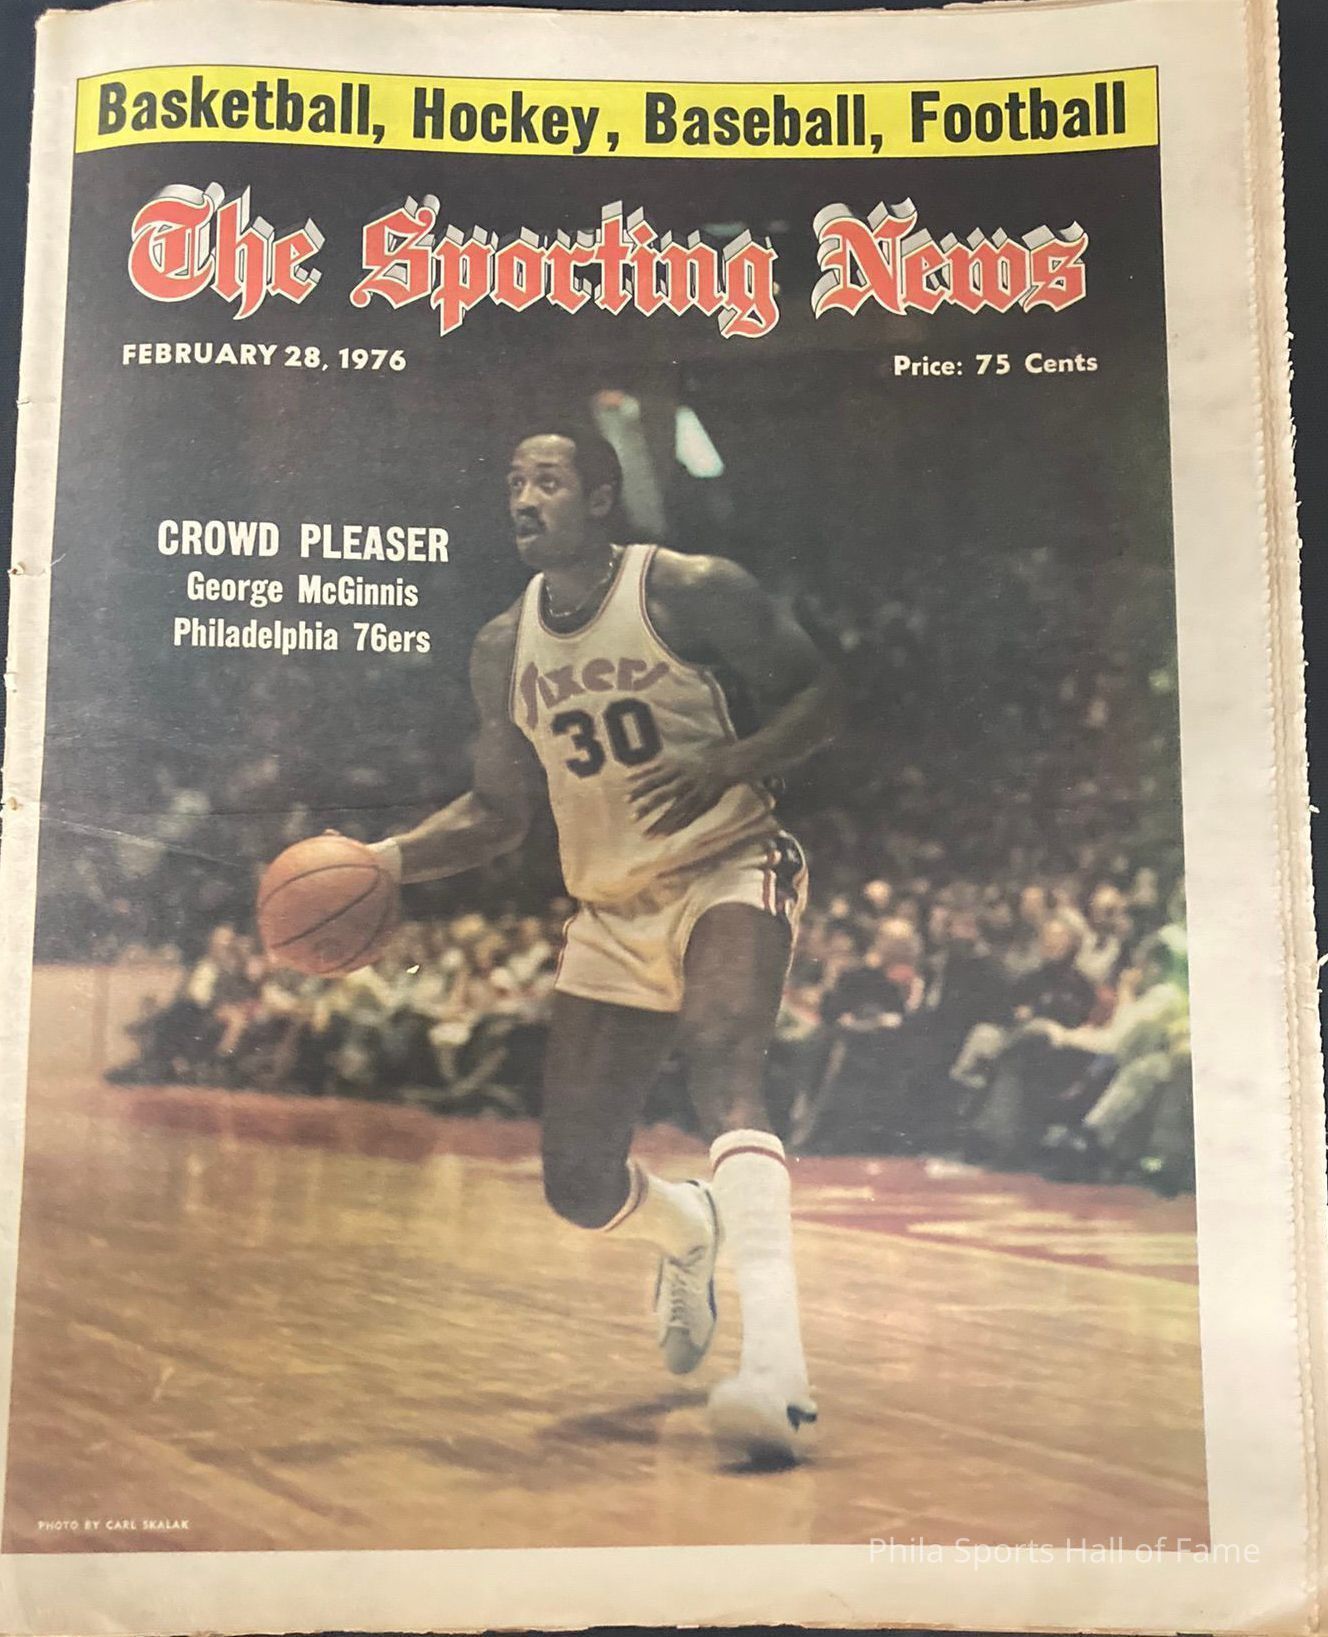 Basketball, Hockey, Baseball, Football
The Sporting News
FEBRUARY 28, 1976
Price: 75 Cents
CROWD PLEASER
George McGinnis
Philadelphia 76ers
sixers
30
PHOTO BY CARL SKALAK
Phila Sports Hall of Fame